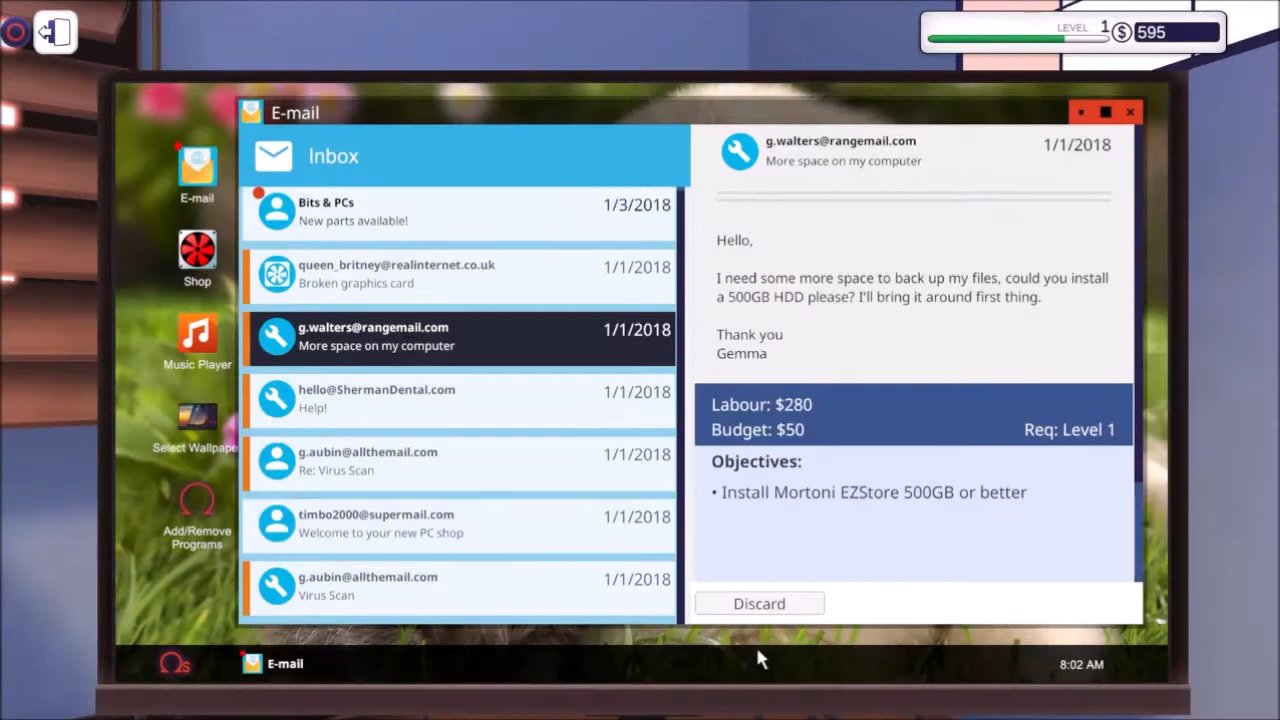 LEVEL 1
$ 595
E-mail
E-mail
Shop
Music Player
Select Wallpape
Add/Remove
Programs
Inbox
Bits & PCs 1/3/2018
New parts available!
queen_britney@realinternet.co.uk 1/1/2018
Broken graphics card
g.walters@rangemail.com 1/1/2018
More space on my computer
hello@ShermanDental.com 1/1/2018
Help!
g.aubin@allthemail.com 1/1/2018
Re: Virus Scan
timbo2000@supermail.com 1/1/2018
Welcome to your new PC shop
g.aubin@allthemail.com 1/1/2018
Virus Scan
g.walters@rangemail.com 1/1/2018
More space on my computer
Hello,
I need some more space to back up my files, could you install
a 500GB HDD please? I'll bring it around first thing.
Thank you
Gemma
Labour: $280
Budget: $50 Req: Level 1
Objectives:
• Install Mortoni EZStore 500GB or better
Discard
Ωs
E-mail
8:02 AM